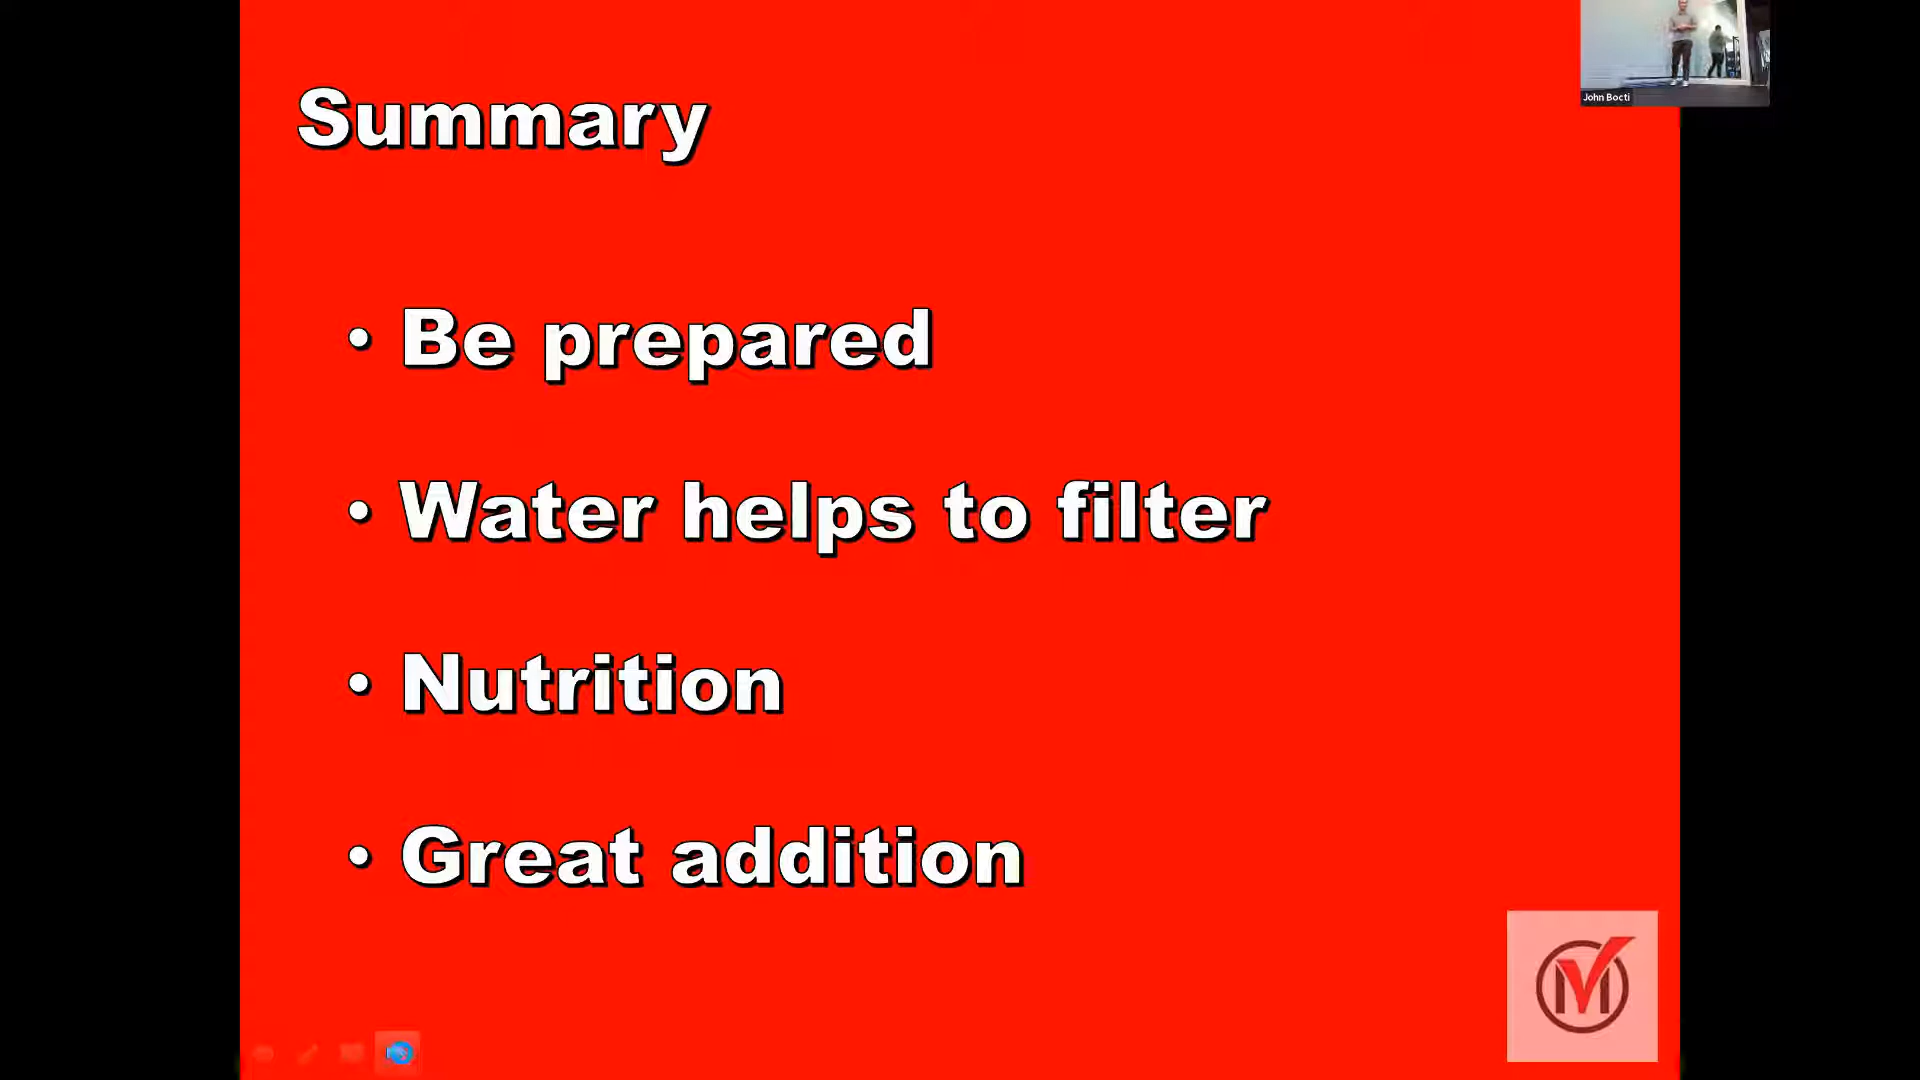 John Bocti
Summary
• Be prepared
• Water helps to filter
• Nutrition
• Great addition